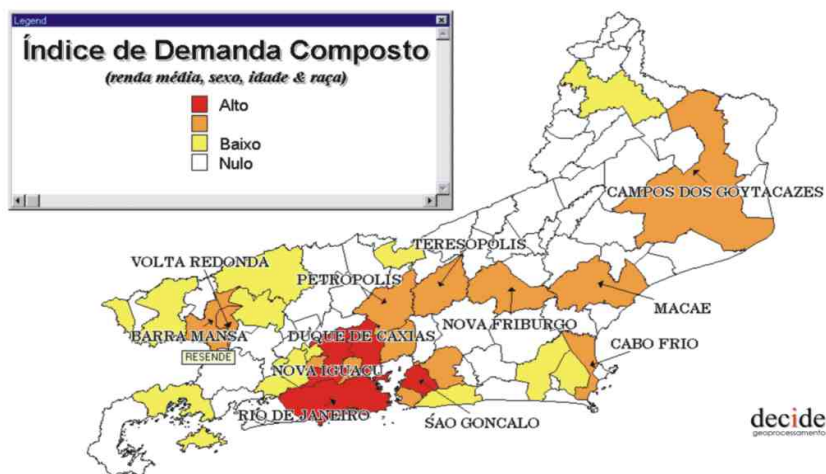 Legend
Índice de Demanda Composto
(renda média, sexo, idade & raça)
Alto
Baixo
Nulo
CAMPOS DOS GOYTACAZES
TERESOPOLIS
VOLTA REDONDA
PETROPOLIS
MACAE
NOVA FRIBURGO
BARRA MANSA
DUQUE DE CAXIAS
CABO FRIO
RESENDE
NOVA IGUACU
RIO DE JANEIRO
SAO GONCALO
decide
geoprocessamento